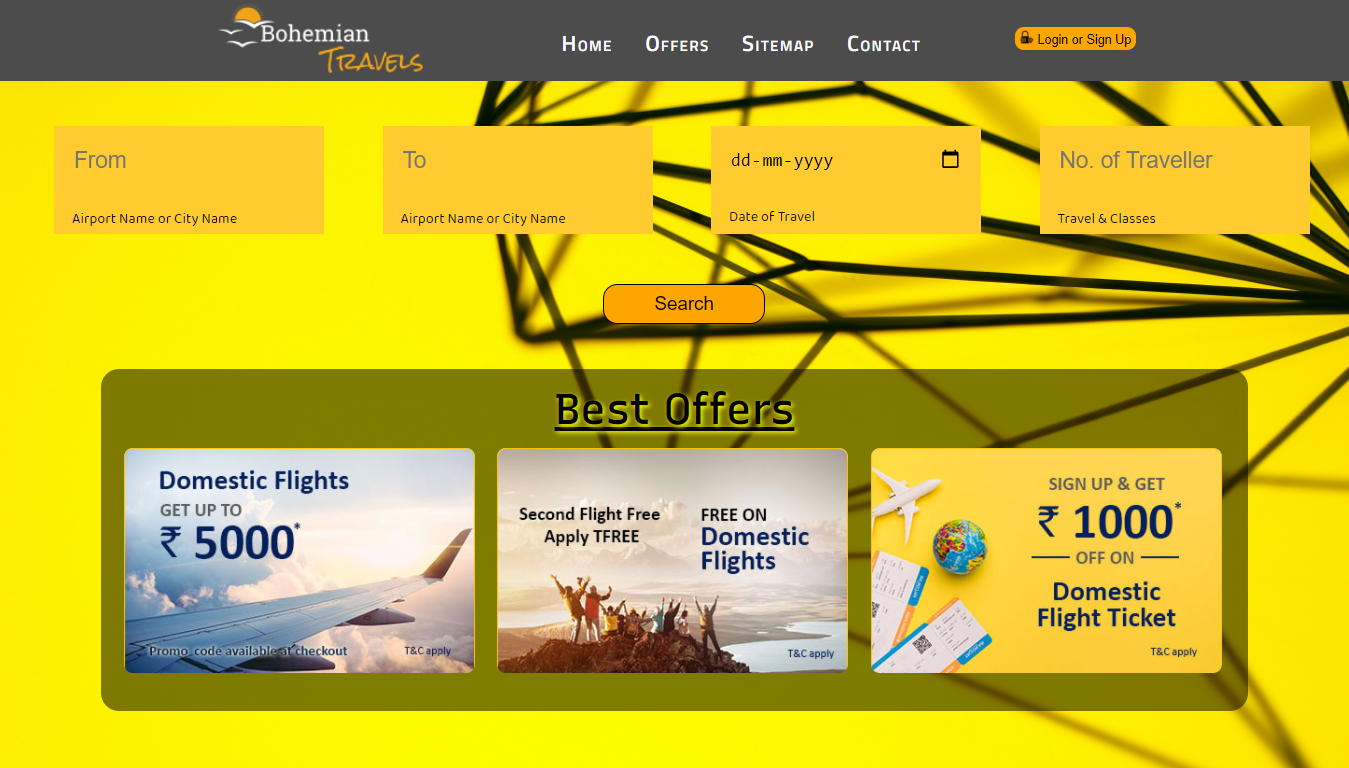 Bohemian
Travels
Home
Offers
Sitemap
Contact
Login or Sign Up
From
Airport Name or City Name
To
Airport Name or City Name
dd-mm-yyyy
Date of Travel
No. of Traveller
Travel & Classes
Search
Best Offers
Domestic Flights
GET UP TO
₹ 5000*
Promo code available at checkout
T&C apply
Second Flight Free
Apply TFREE
FREE ON
Domestic
Flights
T&C apply
SIGN UP & GET
₹ 1000*
OFF ON
Domestic
Flight Ticket
T&C apply